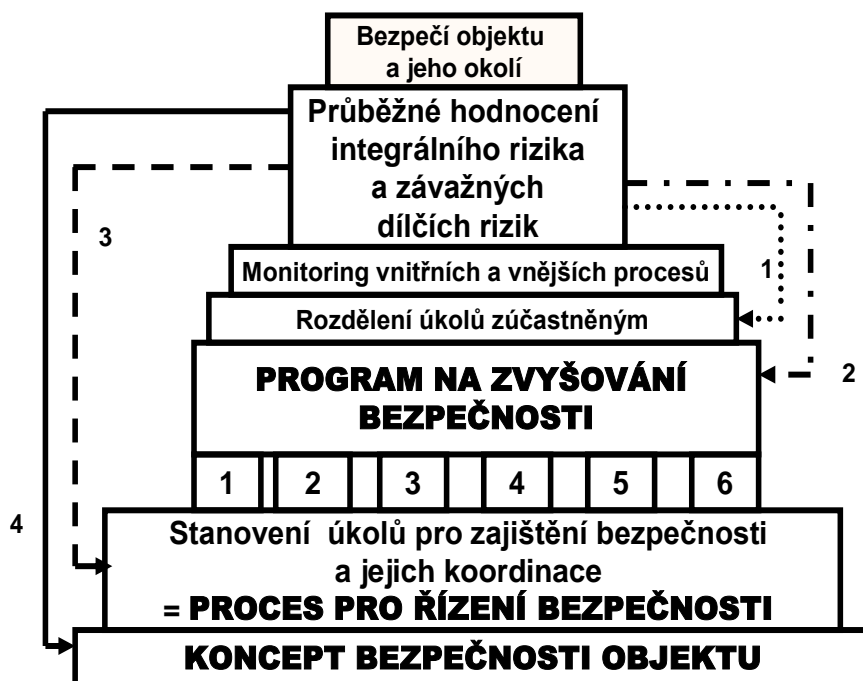 Bezpečí objektu
a jeho okolí
Průběžné hodnocení
integrálního rizika
a závažných
dílčích rizik
3
1
Monitoring vnitřních a vnějších procesů
Rozdělení úkolů zúčastněným
PROGRAM NA ZVYŠOVÁNÍ
BEZPEČNOSTI
2
1 2 3 4 5 6
4
Stanovení úkolů pro zajištění bezpečnosti
a jejich koordinace
= PROCES PRO ŘÍZENÍ BEZPEČNOSTI
KONCEPT BEZPEČNOSTI OBJEKTU